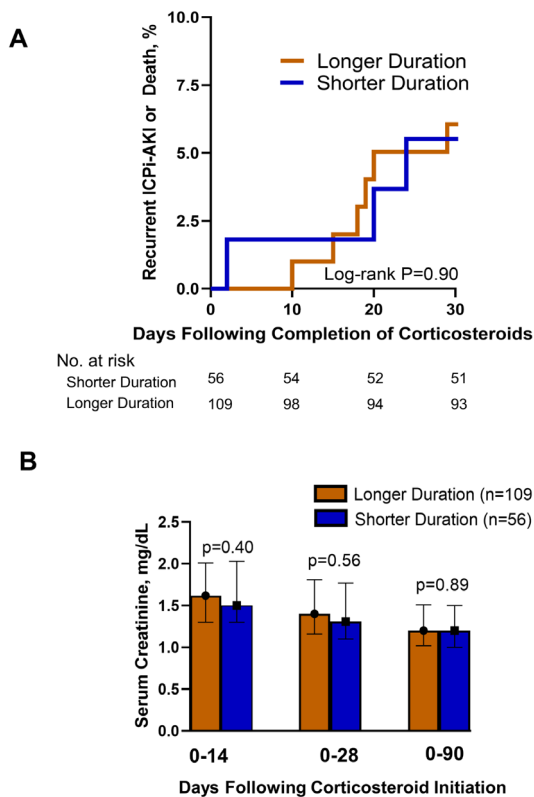 A
Recurrent ICPi-AKI or Death, %
10.0
7.5
5.0
2.5
0.0
Longer Duration
Shorter Duration
Log-rank P=0.90
0 10 20 30
Days Following Completion of Corticosteroids
No. at risk
Shorter Duration 56 54 52 51
Longer Duration 109 98 94 93
B
Longer Duration (n=109
Shorter Duration (n=56)
Serum Creatinine, mg/dL
2.5
2.0
1.5
1.0
0.5
0.0
p=0.40 p=0.56 p=0.89
0-14 0-28 0-90
Days Following Corticosteroid Initiation